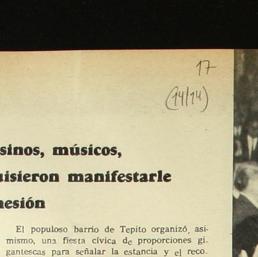 17
(14/14)
sinos, músicos,
uisieron manifestarle
hesión
El populoso barrio de Tepito organizó, asi-
mismo, una fiesta cívica de proporciones gi-
gantescas para señalar la estancia y el reco.